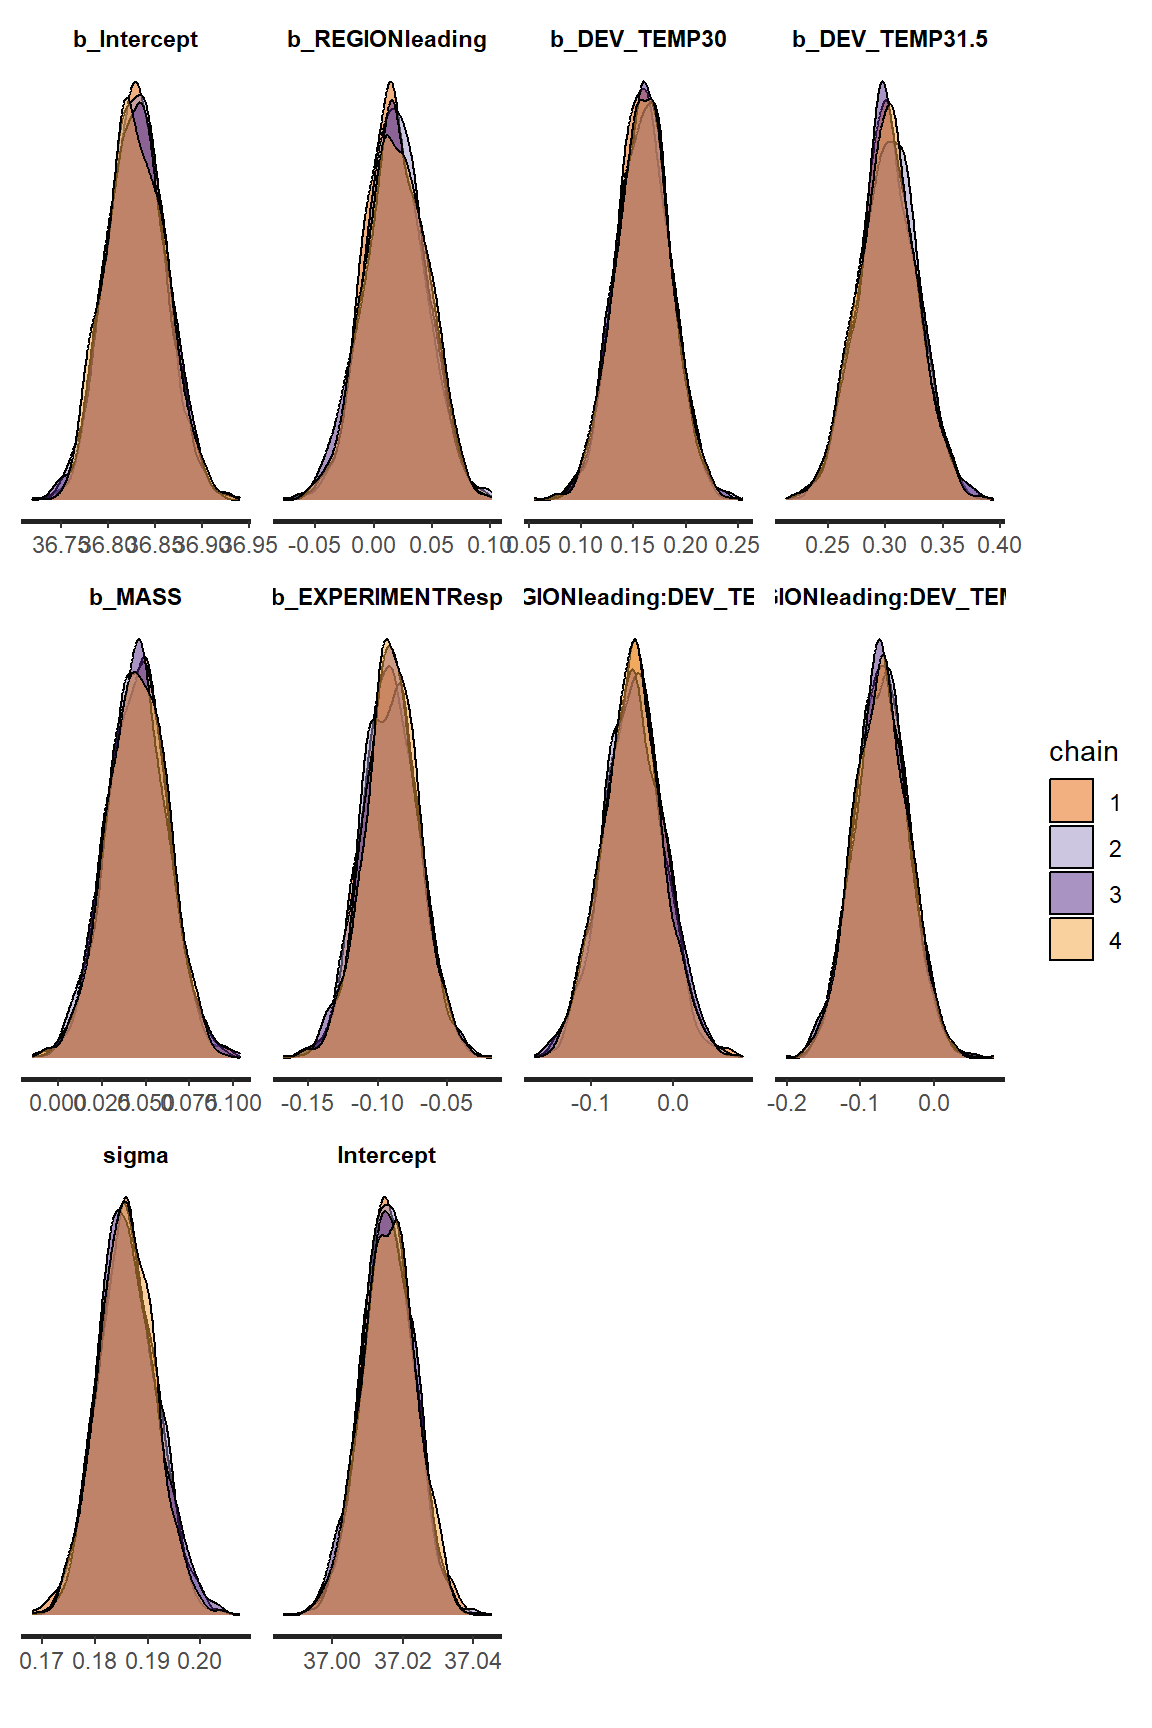 b_Intercept b_REGIONleading b_DEV_TEMP30 b_DEV_TEMP31.5
36.75 36.80 36.85 36.90 36.95 -0.05 0.00 0.05 0.10 0.05 0.10 0.15 0.20 0.25 0.25 0.30 0.35 0.40
b_MASS b_EXPERIMENTResp GIONleading:DEV_TE GIONleading:DEV_TEM
chain
1
2
3
4
0.000 0.025 0.050 0.075 0.100 -0.15 -0.10 -0.05 -0.1 0.0 -0.2 -0.1 0.0
sigma Intercept
0.17 0.18 0.19 0.20 37.00 37.02 37.04